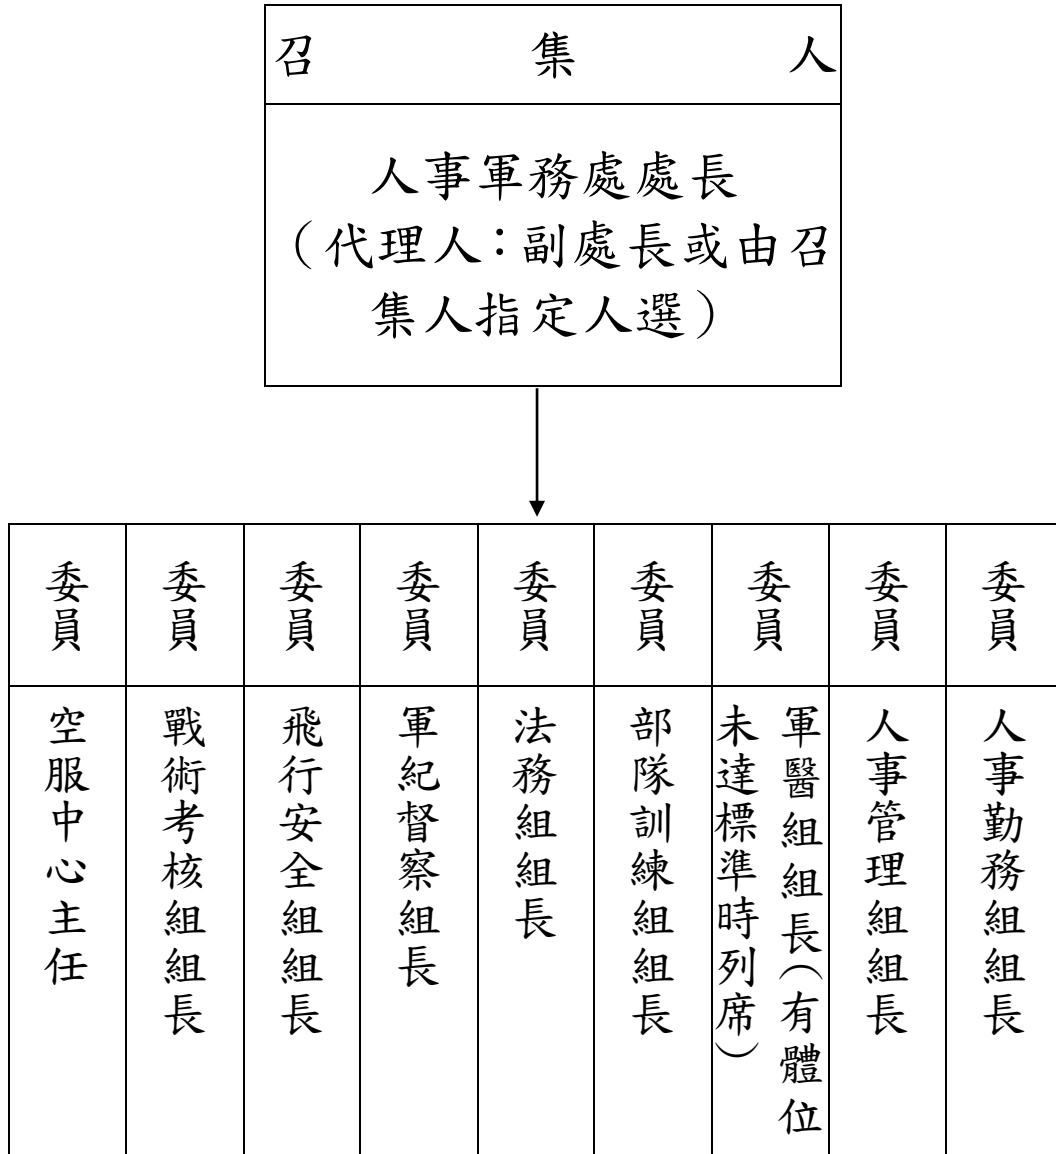 召集人
人事軍務處處長
（代理人：副處長或由召
集人指定人選）
委員
委員
委員
委員
委員
委員
委員
委員
委員
空服中心主任
戰術考核組組長
飛行安全組組長
軍紀督察組長
法務組組長
部隊訓練組組長
軍醫組組長（有體位
未達標準時列席）
人事管理組組長
人事勤務組組長